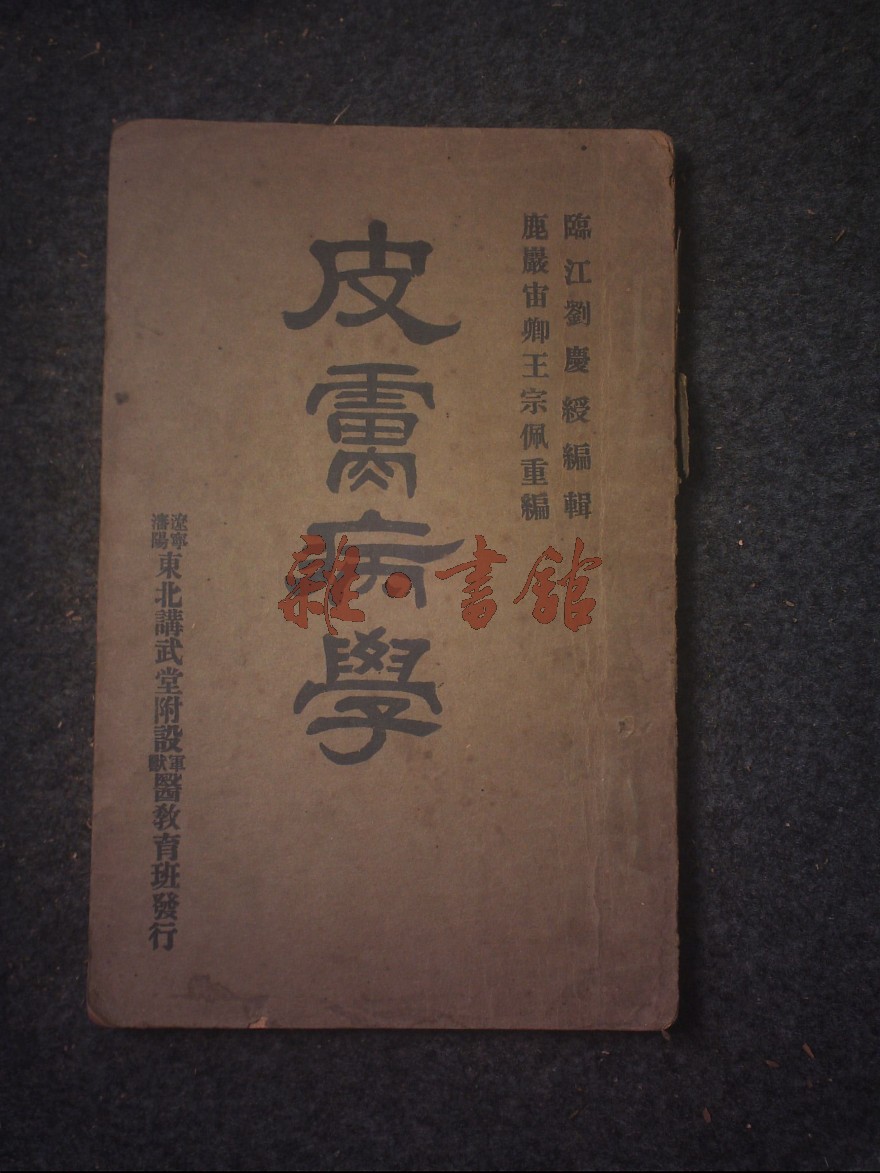 臨江劉慶綬編輯
鹿巖宙卿王宗佩重編
皮膚病學
遼寧
瀋陽
東北講武堂附設
軍
獸
醫教育班發行
雜·書館